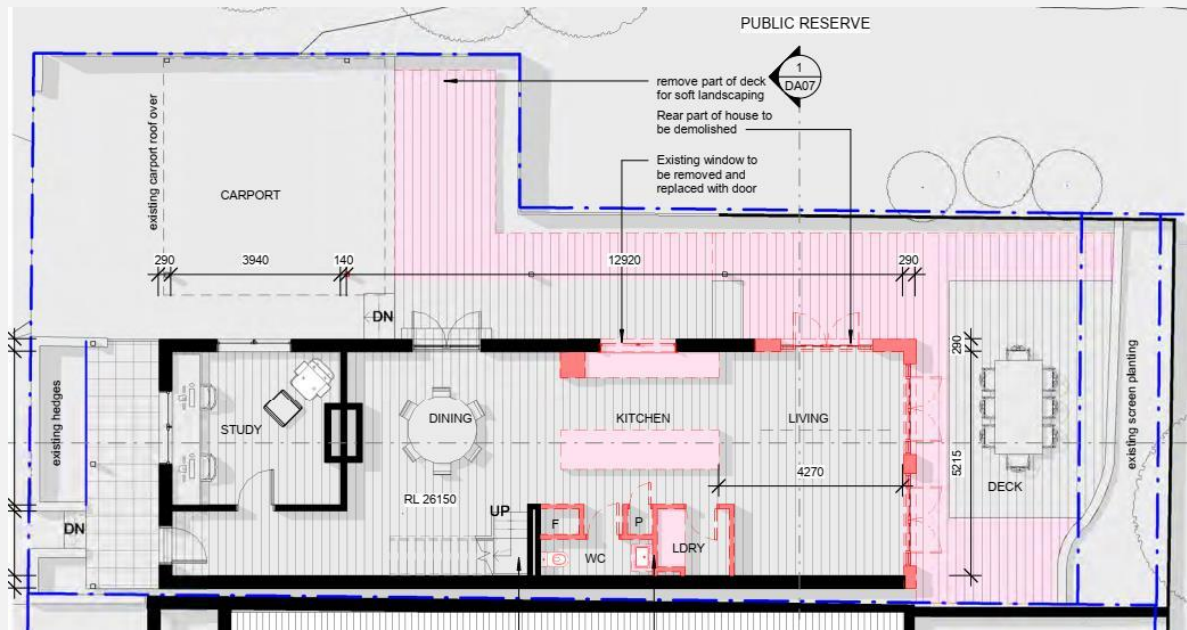 PUBLIC RESERVE
1
DA07
remove part of deck
for soft landscaping
Rear part of house to
be demolished
Existing window to
be removed and
replaced with door
existing carport roof over
CARPORT
290
3940
140
12920
290
DN
290
existing hedges
STUDY
DINING
KITCHEN
LIVING
existing screen planting
4270
5215
DECK
RL 26150
UP
DN
F
P
WC
LDRY